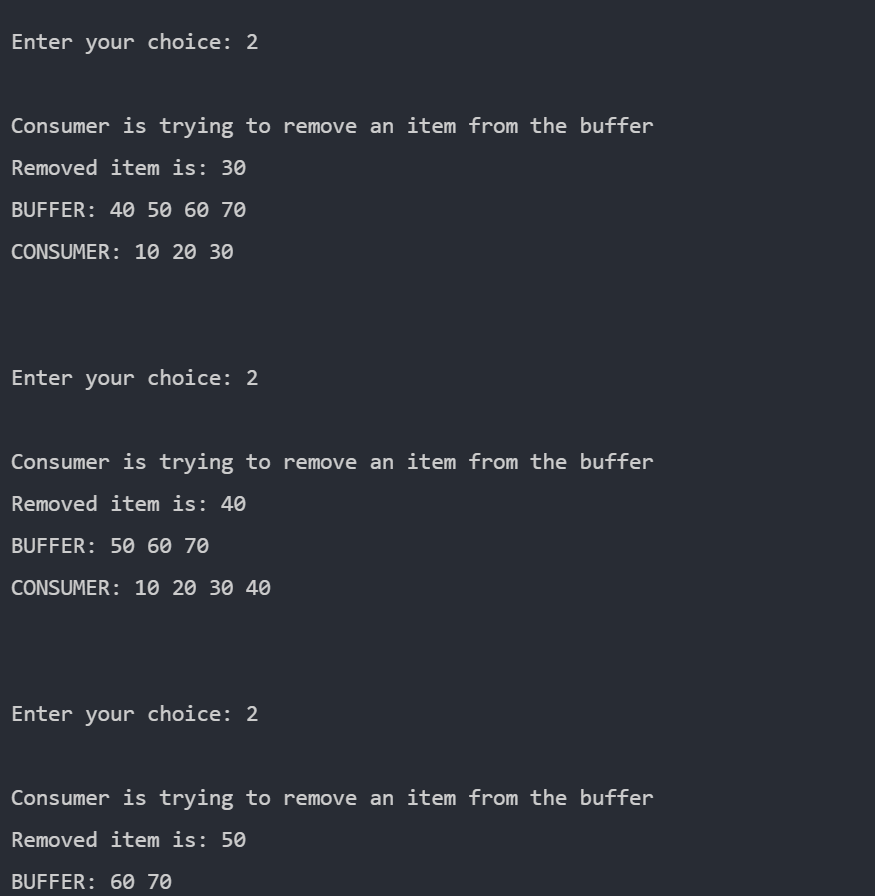 Enter your choice: 2
Consumer is trying to remove an item from the buffer
Removed item is: 30
BUFFER: 40 50 60 70
CONSUMER: 10 20 30
Enter your choice: 2
Consumer is trying to remove an item from the buffer
Removed item is: 40
BUFFER: 50 60 70
CONSUMER: 10 20 30 40
Enter your choice: 2
Consumer is trying to remove an item from the buffer
Removed item is: 50
BUFFER: 60 70